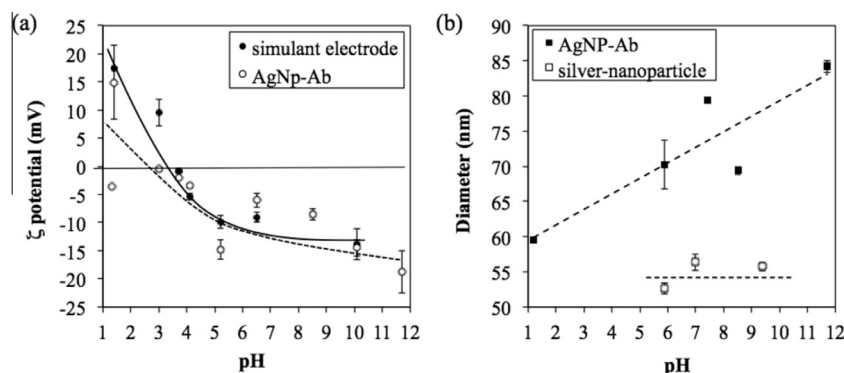 (a)
simulant electrode
AgNp-Ab
ζ potential (mV)
25
20
15
10
5
0
-5
-10
-15
-20
-25
1 2 3 4 5 6 7 8 9 10 11 12
pH
(b)
AgNP-Ab
silver-nanoparticle
Diameter (nm)
90
85
80
75
70
65
60
55
50
1 2 3 4 5 6 7 8 9 10 11 12
pH